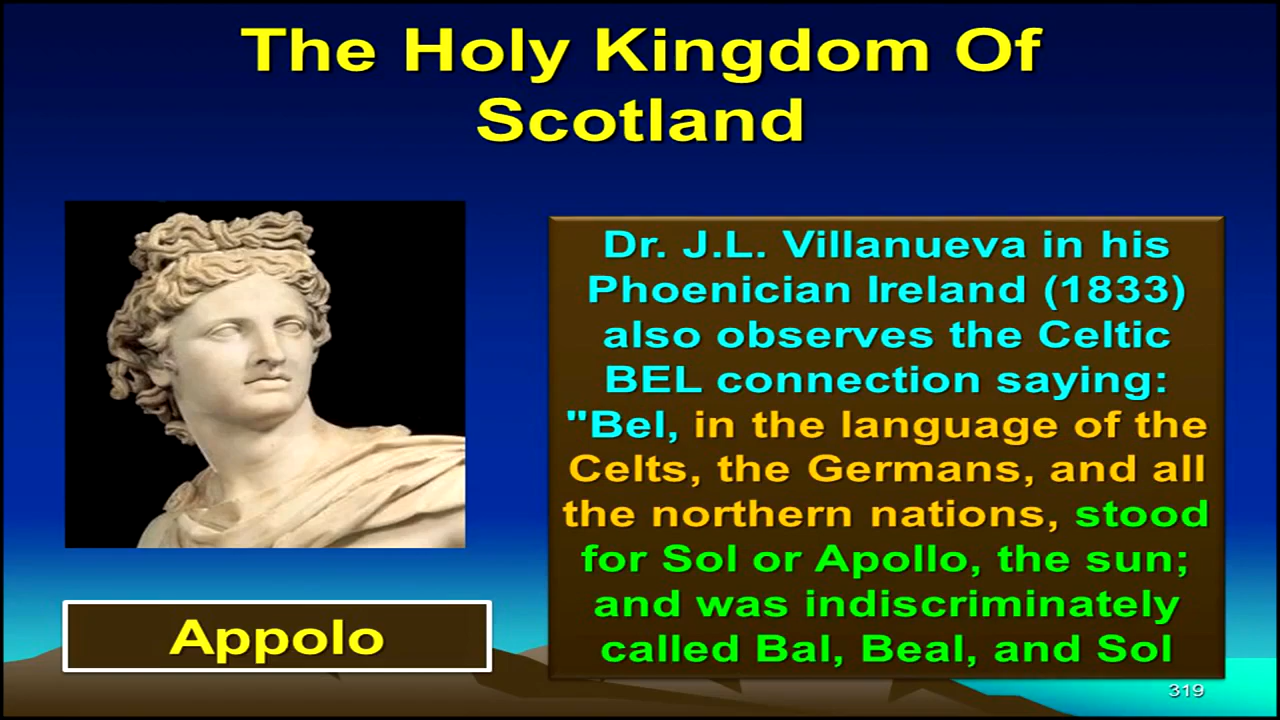 The Holy Kingdom Of
Scotland
Dr. J.L. Villanueva in his
Phoenician Ireland (1833)
also observes the Celtic
BEL connection saying:
"Bel, in the language of the
Celts, the Germans, and all
the northern nations, stood
for Sol or Apollo, the sun;
and was indiscriminately
called Bal, Beal, and Sol
Appolo
319